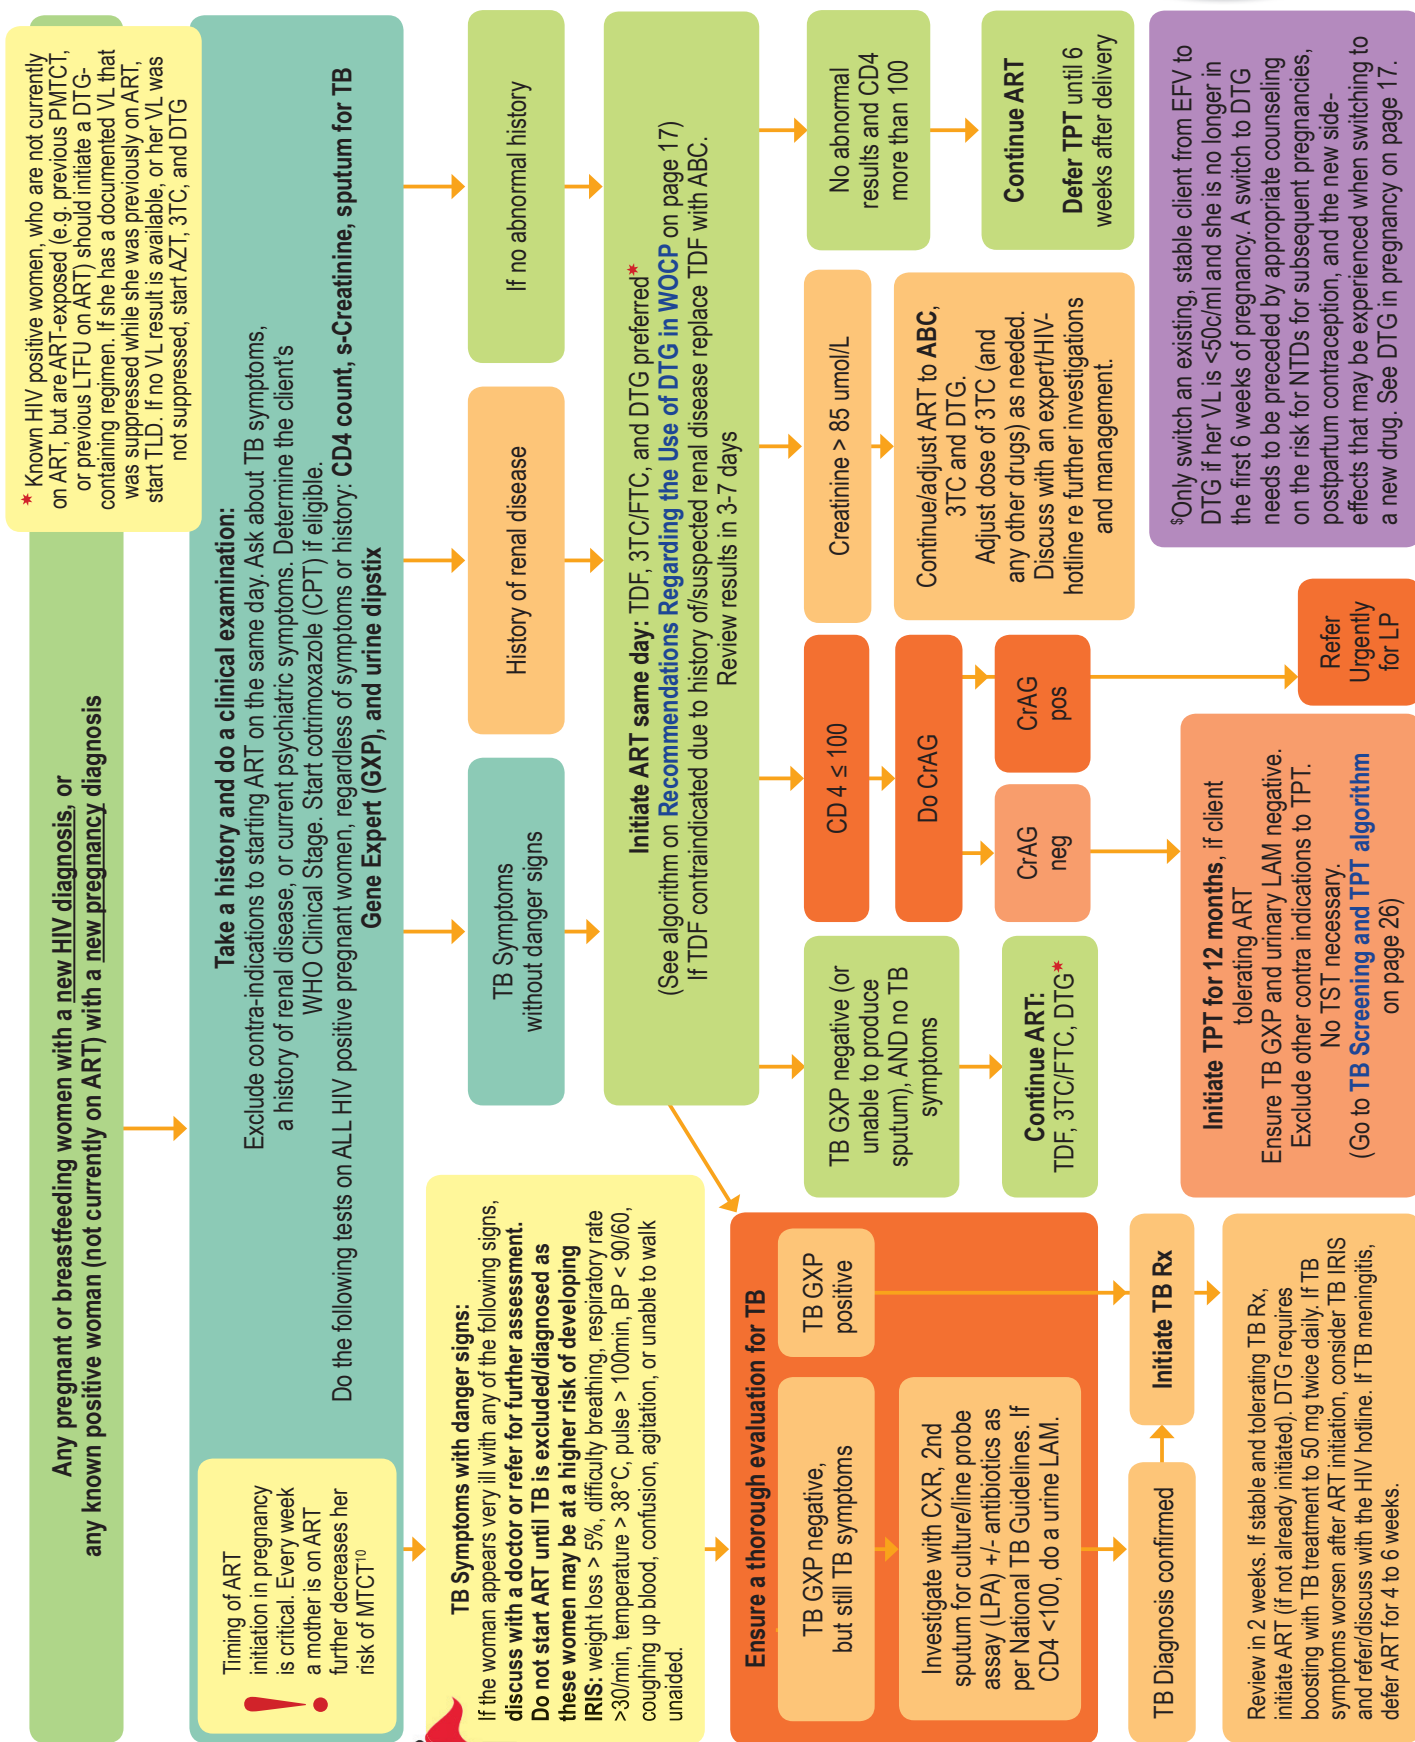 Any pregnant or breastfeeding women with a new HIV diagnosis, or
any known positive woman (not currently on ART) with a new pregnancy diagnosis
* Known HIV positive women, who are not currently
on ART, but are ART-exposed (e.g. previous PMTCT,
or previous LTFU on ART) should initiate a DTG-
containing regimen. If she has a documented VL that
was suppressed while she was previously on ART,
start TLD. If no VL result is available, or her VL was
not suppressed, start AZT, 3TC, and DTG
Timing of ART
initiation in pregnancy
is critical. Every week
a mother is on ART
further decreases her
risk of MTCT10
Take a history and do a clinical examination:
Exclude contra-indications to starting ART on the same day. Ask about TB symptoms,
a history of renal disease, or current psychiatric symptoms. Determine the client's
WHO Clinical Stage. Start cotrimoxazole (CPT) if eligible.
Do the following tests on ALL HIV positive pregnant women, regardless of symptoms or history: CD4 count, s-Creatinine, sputum for TB
Gene Expert (GXP), and urine dipstix
TB Symptoms with danger signs:
If the woman appears very ill with any of the following signs,
discuss with a doctor or refer for further assessment.
Do not start ART until TB is excluded/diagnosed as
these women may be at a higher risk of developing
IRIS: weight loss > 5%, difficulty breathing, respiratory rate
>30/min, temperature > 38°C, pulse > 100min, BP < 90/60,
coughing up blood, confusion, agitation, or unable to walk
unaided.
TB Symptoms
without danger signs
History of renal disease
If no abnormal history
Initiate ART same day: TDF, 3TC/FTC, and DTG preferred*
(See algorithm on Recommendations Regarding the Use of DTG in WOCP on page 17)
If TDF contraindicated due to history of/suspected renal disease replace TDF with ABC.
Review results in 3-7 days
Ensure a thorough evaluation for TB
TB GXP negative,
but still TB symptoms
TB GXP
positive
Investigate with CXR, 2nd
sputum for culture/line probe
assay (LPA) +/- antibiotics as
per National TB Guidelines. If
CD4 <100, do a urine LAM.
TB Diagnosis confirmed
Initiate TB Rx
Review in 2 weeks. If stable and tolerating TB Rx,
initiate ART (if not already initiated). DTG requires
boosting with TB treatment to 50 mg twice daily. If TB
symptoms worsen after ART initiation, consider TB IRIS
and refer/discuss with the HIV hotline. If TB meningitis,
defer ART for 4 to 6 weeks.
TB GXP negative (or
unable to produce
sputum), AND no TB
symptoms
Continue ART:
TDF, 3TC/FTC, DTG*
CD4 ≤ 100
Do CrAG
CrAG
neg
CrAG
pos
Initiate TPT for 12 months, if client
tolerating ART
Ensure TB GXP and urinary LAM negative.
Exclude other contra indications to TPT.
No TST necessary.
(Go to TB Screening and TPT algorithm
on page 26)
Refer
Urgently
for LP
Creatinine > 85 umol/L
Continue/adjust ART to ABC,
3TC and DTG.
Adjust dose of 3TC (and
any other drugs) as needed.
Discuss with an expert/HIV-
hotline re further investigations
and management.
No abnormal
results and CD4
more than 100
Continue ART
Defer TPT until 6
weeks after delivery
$Only switch an existing, stable client from EFV to
DTG if her VL is <50c/ml and she is no longer in
the first 6 weeks of pregnancy. A switch to DTG
needs to be preceded by appropriate counseling
on the risk for NTDs for subsequent pregnancies,
postpartum contraception, and the new side-
effects that may be experienced when switching to
a new drug. See DTG in pregnancy on page 17.